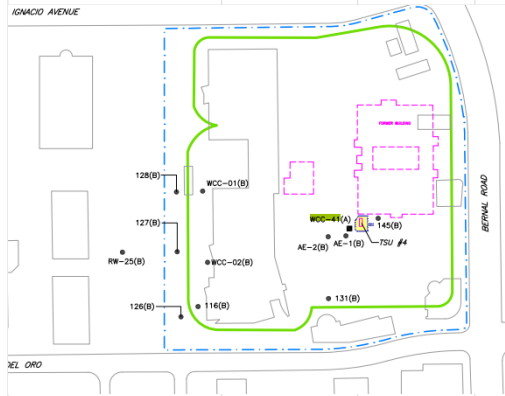 IGNACIO AVENUE
FORMER BUILDING
128(B)
WCC-01(B)
BERNAL ROAD
127(B)
WCC-41(A)
145(B)
AE-2(B)
AE-1(B)
TSU #4
RW-25(B)
WCC-02(B)
126(B)
116(B)
131(B)
DEL ORO